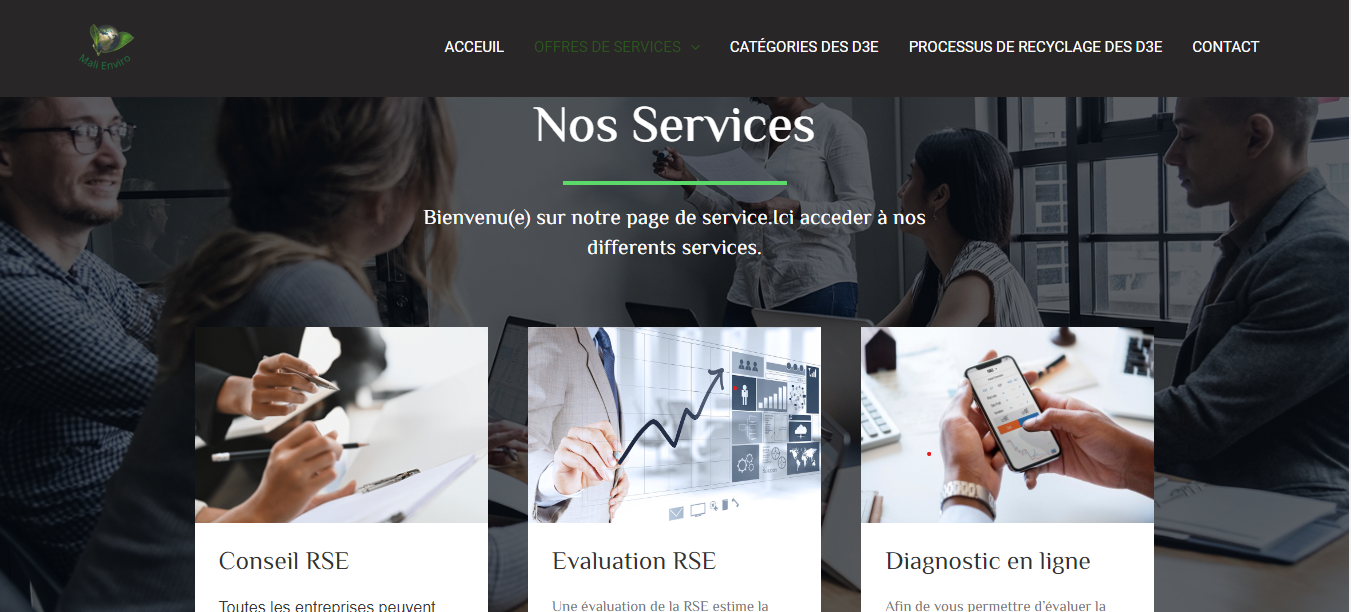 Mali Enviro
ACCEUIL
OFFRES DE SERVICES
CATÉGORIES DES D3E
PROCESSUS DE RECYCLAGE DES D3E
CONTACT
Nos Services
Bienvenu(e) sur notre page de service.Ici acceder à nos
differents services.
Conseil RSE
Evaluation RSE
Diagnostic en ligne
Toutes les entreprises peuvent
Une évaluation de la RSE estime la
Afin de vous permettre d'évaluer la